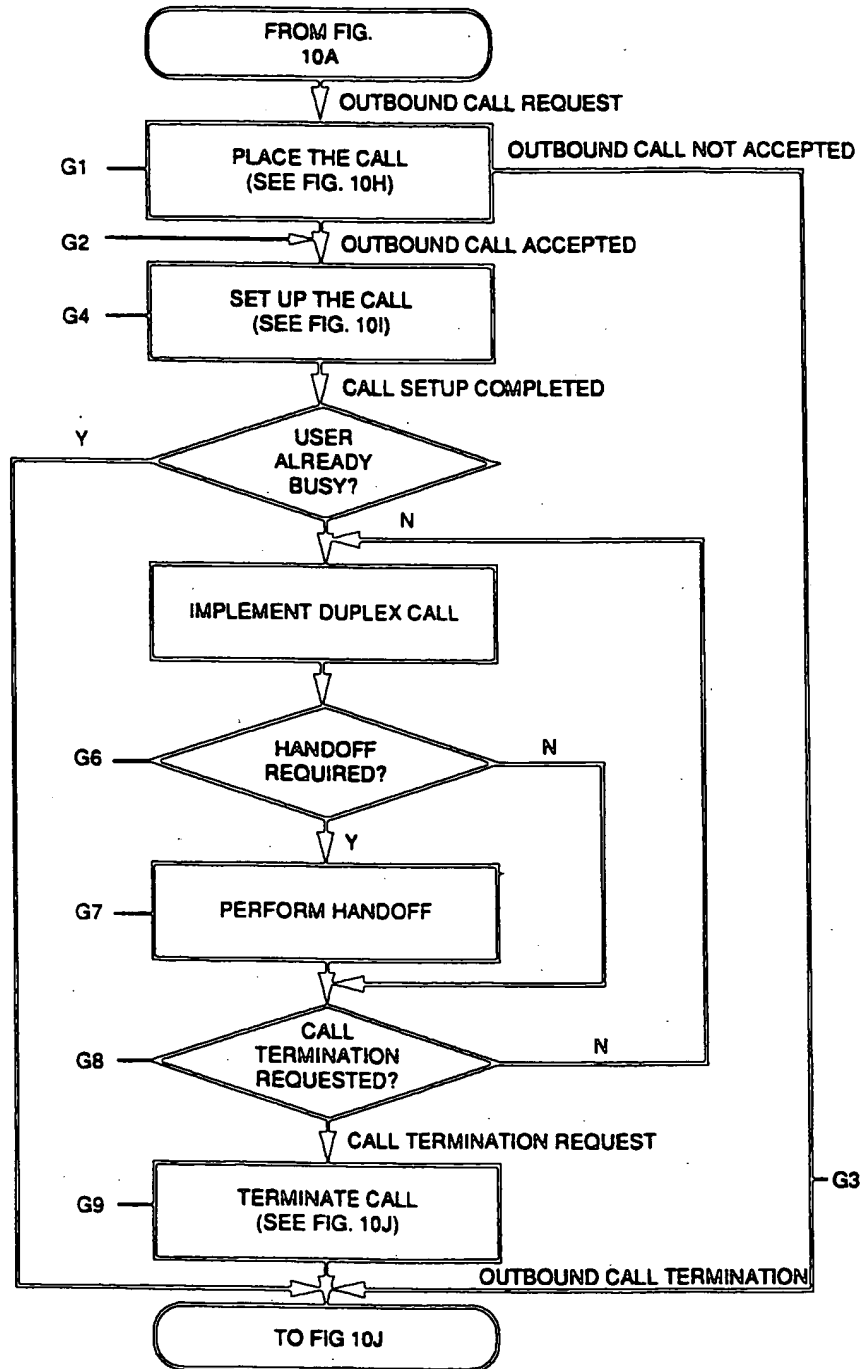 FROM FIG.
10A
OUTBOUND CALL REQUEST
G1
PLACE THE CALL
(SEE FIG. 10H)
OUTBOUND CALL NOT ACCEPTED
G2
OUTBOUND CALL ACCEPTED
G4
SET UP THE CALL
(SEE FIG. 10I)
CALL SETUP COMPLETED
Y
USER
ALREADY
BUSY?
N
IMPLEMENT DUPLEX CALL
G6
HANDOFF
REQUIRED?
N
Y
G7
PERFORM HANDOFF
G8
CALL
TERMINATION
REQUESTED?
N
CALL TERMINATION REQUEST
G9
TERMINATE CALL
(SEE FIG. 10J)
G3
OUTBOUND CALL TERMINATION
TO FIG 10J